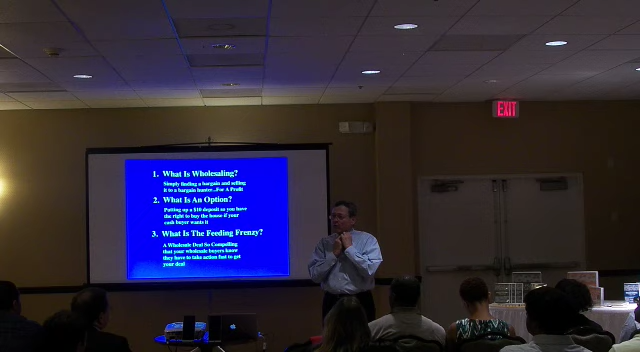 EXIT
1. What Is Wholesaling?
Simply finding a bargain and selling
it to a bargain hunter...For A Profit
2. What Is An Option?
Putting up a $10 deposit so you have
the right to buy the house if your
cash buyer wants it
3. What Is The Feeding Frenzy?
A Wholesale Deal So Compelling
that your wholesale buyers know
they have to take action fast to get
your deal